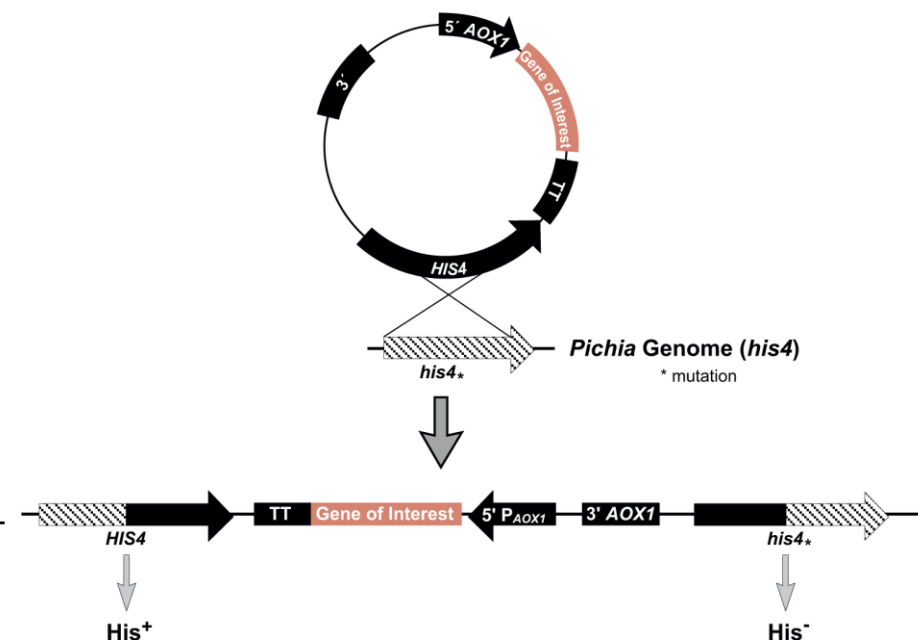 5´ AOX1
Gene of Interest
3´
TT
HIS4
his4*
Pichia Genome (his4)
* mutation
TT Gene of Interest 5' PAOX1 3' AOX1
HIS4 his4*
His+ His-